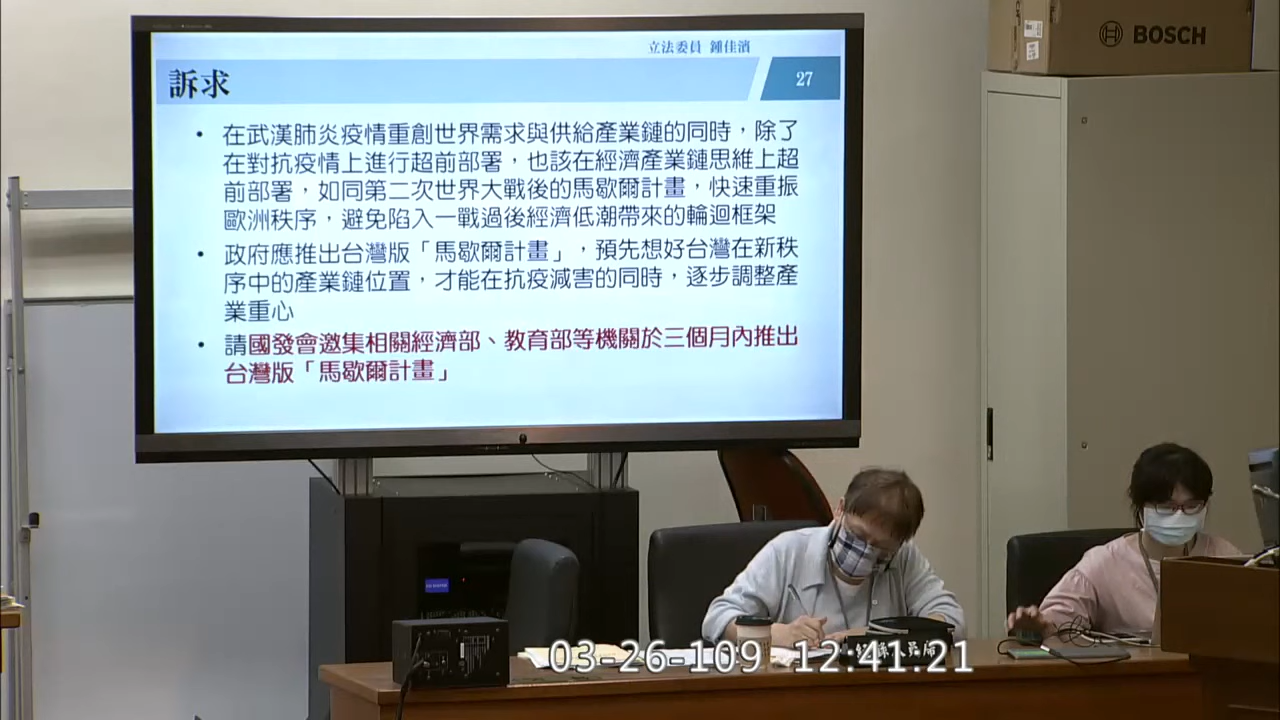 立法委員 鍾佳濱
訴求
27
• 在武漢肺炎疫情重創世界需求與供給產業鏈的同時，除了
在對抗疫情上進行超前部署，也該在經濟產業鏈思維上超
前部署，如同第二次世界大戰後的馬歇爾計畫，快速重振
歐洲秩序，避免陷入一戰過後經濟低潮帶來的輪迴框架
• 政府應推出台灣版「馬歇爾計畫」，預先想好台灣在新秩
序中的產業鏈位置，才能在抗疫減害的同時，逐步調整產
業重心
• 請國發會邀集相關經濟部、教育部等機關於三個月內推出
台灣版「馬歇爾計畫」
BOSCH
紀錄人員席
03-26-109 12:41:21